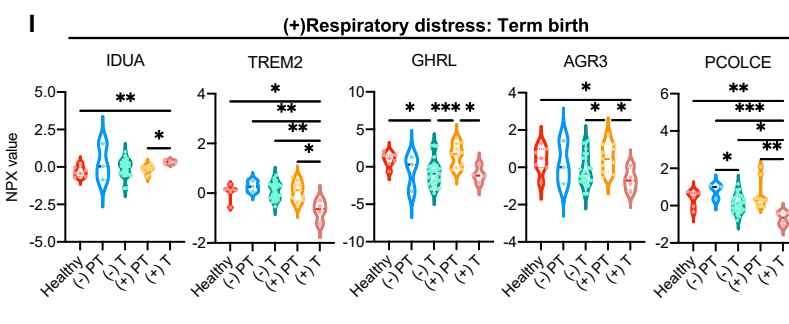 I
(+)Respiratory distress: Term birth
IDUA TREM2 GHRL AGR3 PCOLCE
NPX value
5.0 2.5 0.0 -2.5 -5.0
** *
Healthy (-) PT (-) T (+) PT (+) T
4 2 0 -2
* ** ** *
Healthy (-) PT (-) T (+) PT (+) T
10 5 0 -5 -10
* *** *
Healthy (-) PT (-) T (+) PT (+) T
4 2 0 -2 -4
* * *
Healthy (-) PT (-) T (+) PT (+) T
6 4 2 0 -2
** *** * ** *
Healthy (-) PT (-) T (+) PT (+) T